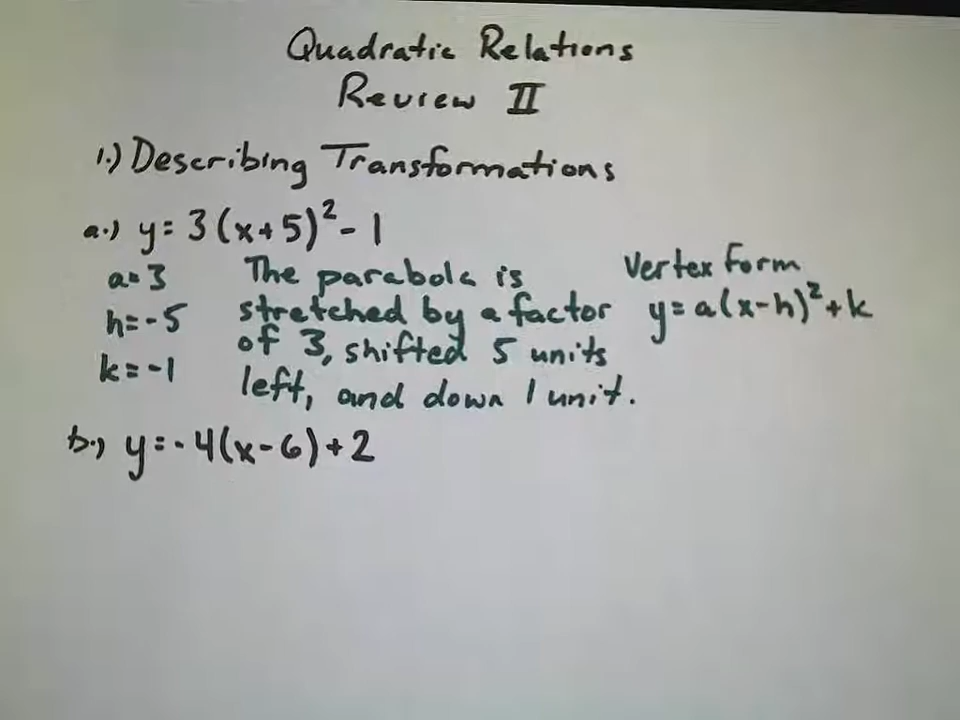 Quadratic Relations
Review II
1.) Describing Transformations
a.) y = 3(x+5)² - 1
a = 3
h = -5
k = -1
The parabola is
stretched by a factor
of 3, shifted 5 units
left, and down 1 unit.
Vertex Form
y = a(x-h)² + k
b.) y = -4(x-6) + 2